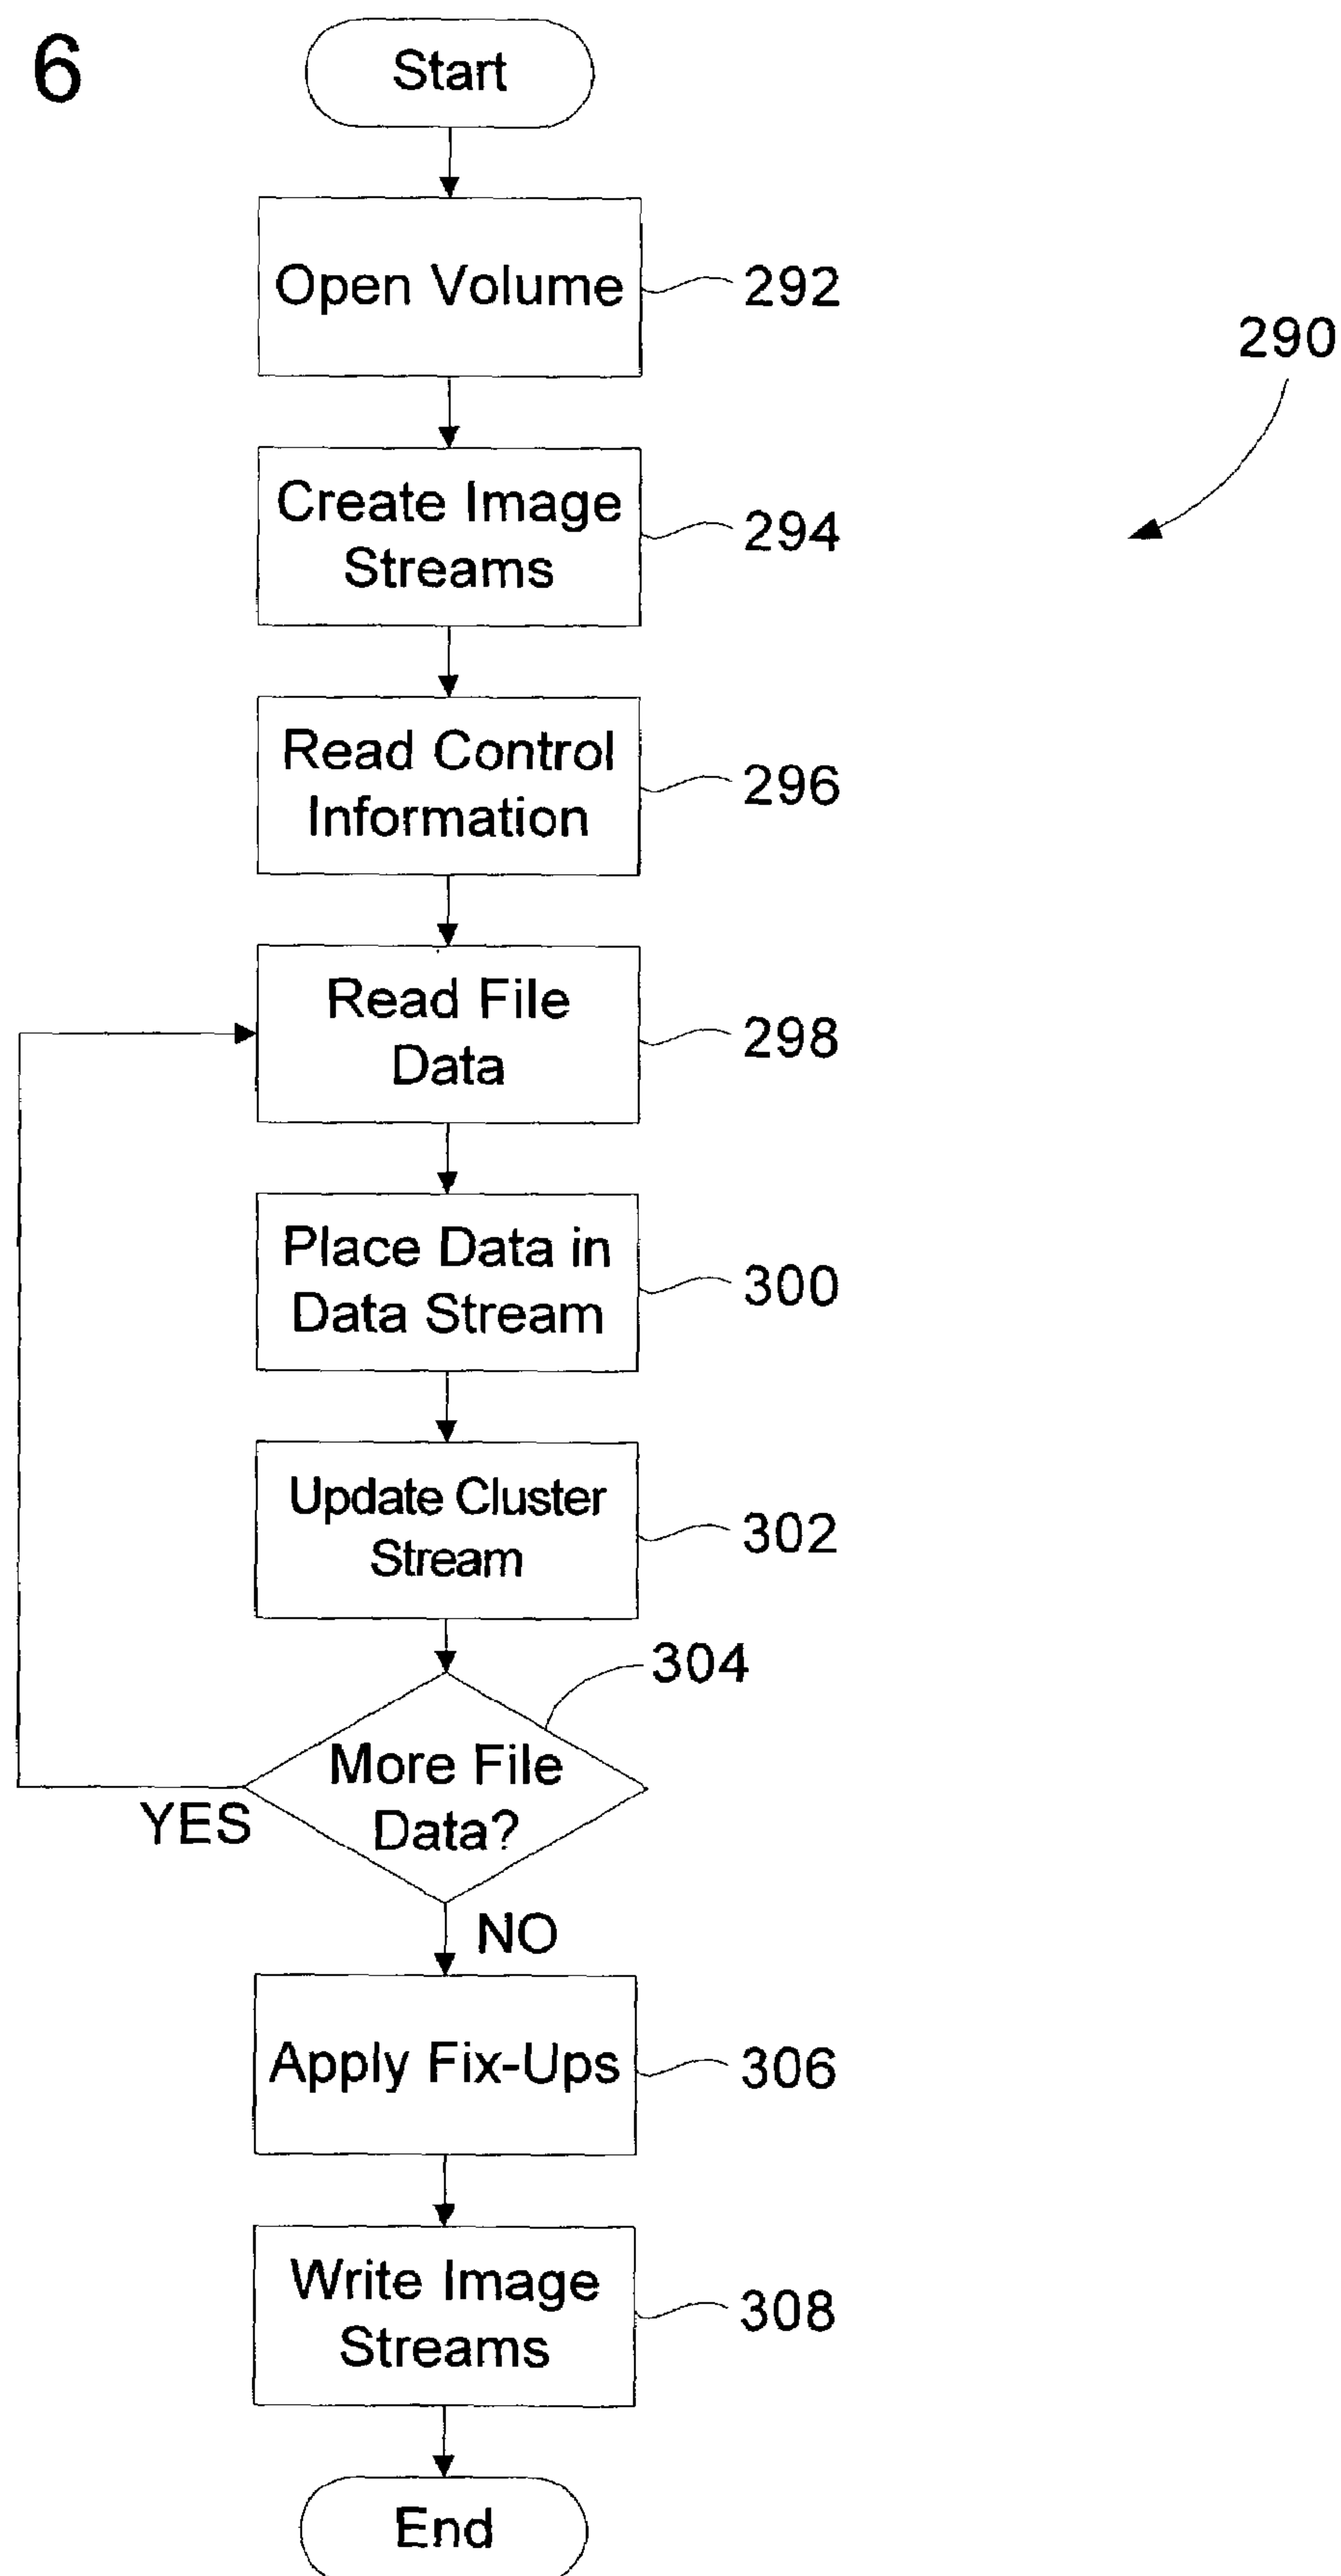 6
Start
Open Volume
292
290
Create Image
Streams
294
Read Control
Information
296
Read File
Data
298
Place Data in
Data Stream
300
Update Cluster
Stream
302
304
More File
Data?
YES
NO
Apply Fix-Ups
306
Write Image
Streams
308
End